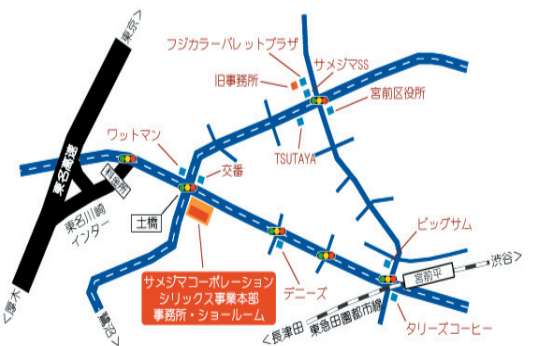 東京>
フジカラーパレットプラザ
サメジマSS
旧事務所
宮前区役所
TSUTAYA
ワットマン
交番
東名高速
料金所
東名川崎
インター
土橋
ビッグサム
渋谷>
宮前平
サメジマコーポレーション
シリックス事業本部
事務所・ショールーム
デニーズ
<長津田 東急田園都市線
タリーズコーヒー
<厚木
<鷺沼